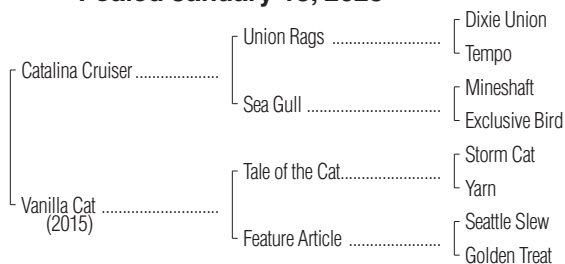 Foaled January 18, 2023
Dixie Union
Union Rags ............................
Tempo
Catalina Cruiser .....................
Mineshaft
Sea Gull ..................................
Exclusive Bird
Storm Cat
Tale of the Cat.........................
Yarn
Vanilla Cat .............................
(2015)
Seattle Slew
Feature Article .......................
Golden Treat